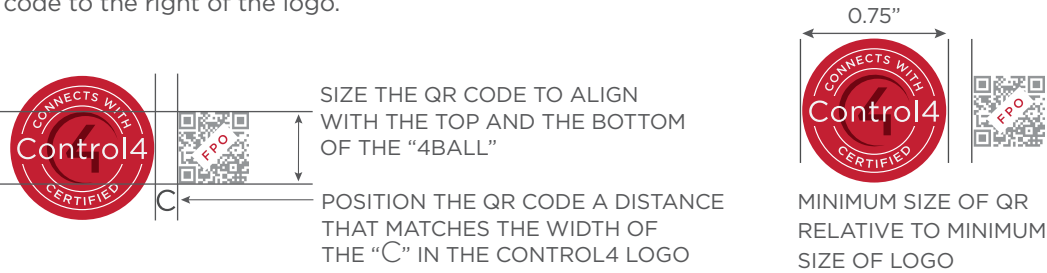 code to the right of the logo.
CONNECTS WITH
Control4
CERTIFIED
FPO
C
SIZE THE QR CODE TO ALIGN
WITH THE TOP AND THE BOTTOM
OF THE “4BALL”
POSITION THE QR CODE A DISTANCE
THAT MATCHES THE WIDTH OF
THE “C” IN THE CONTROL4 LOGO
0.75”
CONNECTS WITH
Control4
CERTIFIED
FPO
MINIMUM SIZE OF QR
RELATIVE TO MINIMUM
SIZE OF LOGO